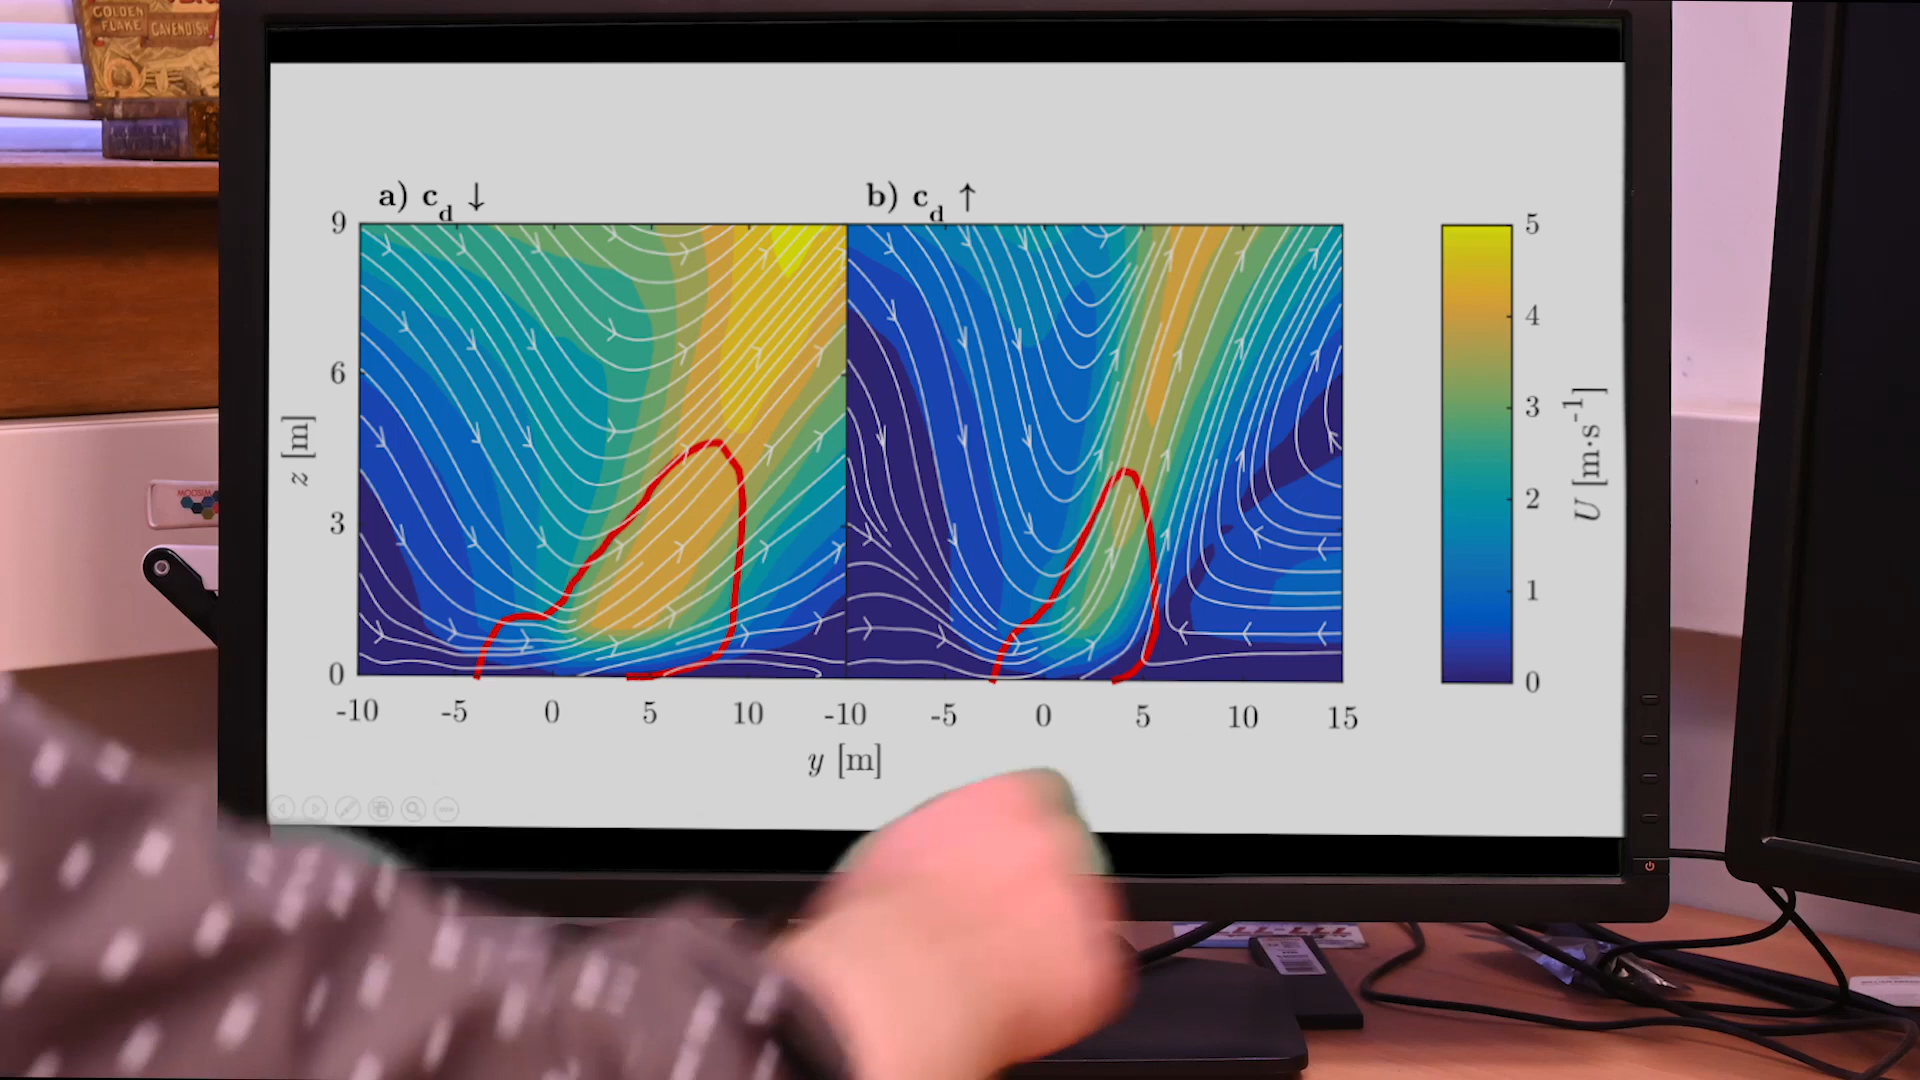 GOLDEN
FLAKE CAVENDISH
a) c_d ↓
b) c_d ↑
9
6
3
0
z [m]
-10 -5 0 5 10 -10 -5 0 5 10 15
y [m]
5
4
3
2
1
0
U [m·s⁻¹]